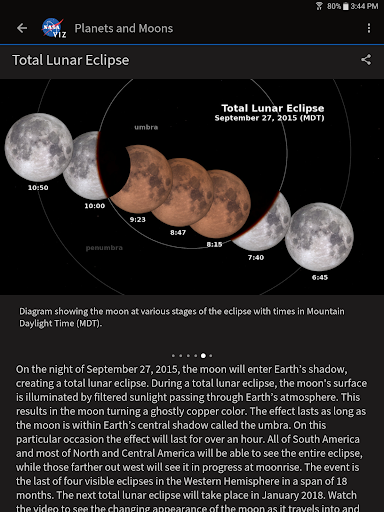 80% 3:44 PM
NASA
VIZ
Planets and Moons
Total Lunar Eclipse
Total Lunar Eclipse
September 27, 2015 (MDT)
umbra
10:50
10:00
9:23
8:47
8:15
7:40
6:45
penumbra
Diagram showing the moon at various stages of the eclipse with times in Mountain
Daylight Time (MDT).
On the night of September 27, 2015, the moon will enter Earth's shadow,
creating a total lunar eclipse. During a total lunar eclipse, the moon's surface
is illuminated by filtered sunlight passing through Earth's atmosphere. This
results in the moon turning a ghostly copper color. The effect lasts as long as
the moon is within Earth's central shadow called the umbra. On this
particular occasion the effect will last for over an hour. All of South America
and most of North and Central America will be able to see the entire eclipse,
while those farther out west will see it in progress at moonrise. The event is
the last of four visible eclipses in the Western Hemisphere in a span of 18
months. The next total lunar eclipse will take place in January 2018. Watch
the video to see the changing appearance of the moon as it travels into and